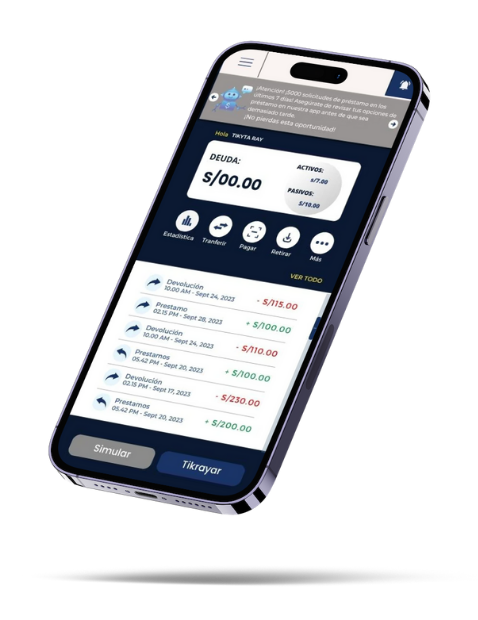 ¡Atención! ¡5000 solicitudes de préstamo en los
últimos 7 días! Asegúrate de revisar tus opciones de
préstamo en nuestra app antes de que sea
demasiado tarde.
¡No pierdas esta oportunidad!
Hola TIKYTA RAY
DEUDA:
S/00.00
ACTIVOS:
s/7.00
PASIVOS:
S/10.00
Estadística
Tranferir
Pagar
Retirar
Más
VER TODO
Devolución
10.00 AM - Sept 24, 2023
- S/115.00
Prestamo
02.15 PM - Sept 26, 2023
+ S/100.00
Devolución
10.00 AM - Sept 24, 2023
- S/110.00
Prestamos
05.42 PM - Sept 20, 2023
+ S/100.00
Devolución
02.15 PM - Sept 17, 2023
- S/230.00
Prestamos
05.42 PM - Sept 20, 2023
+ S/200.00
Simular
Tikrayar